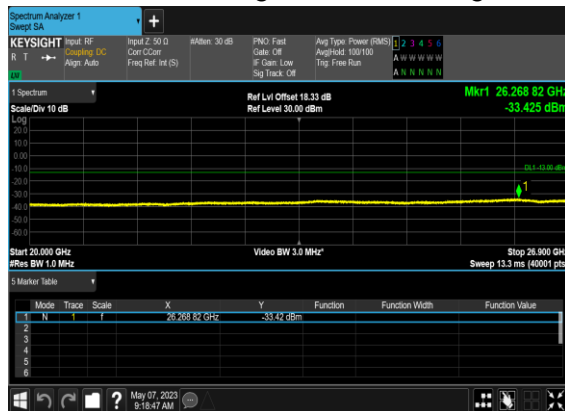 Spectrum Analyzer 1
Swept SA
+
KEYSIGHT Input: RF Input Z: 50 Ω #Atten: 30 dB PNO: Fast Avg Type: Power (RMS) 1 2 3 4 5 6
R T Coupling: DC Corr CCorr Gate: Off Avg|Hold: 100/100 A W W W W W
Align: Auto Freq Ref: Int (S) IF Gain: Low Trig: Free Run
LW Sig Track: Off A N N N N N
1 Spectrum Ref Lvl Offset 18.33 dB Mkr1 26.268 82 GHz
Scale/Div 10 dB Ref Level 30.00 dBm -33.425 dBm
Log
20.0
10.0
0.00
-10.0 DL1 -13.00 dBm
-20.0 1
-30.0
-40.0
-50.0
-60.0
Start 20.000 GHz Video BW 3.0 MHz* Stop 26.900 GHz
#Res BW 1.0 MHz Sweep 13.3 ms (40001 pts)
5 Marker Table
Mode Trace Scale X Y Function Function Width Function Value
1 N 1 f 26.268 82 GHz -33.42 dBm
2
3
4
5
6
? May 07, 2023
9:18:47 AM